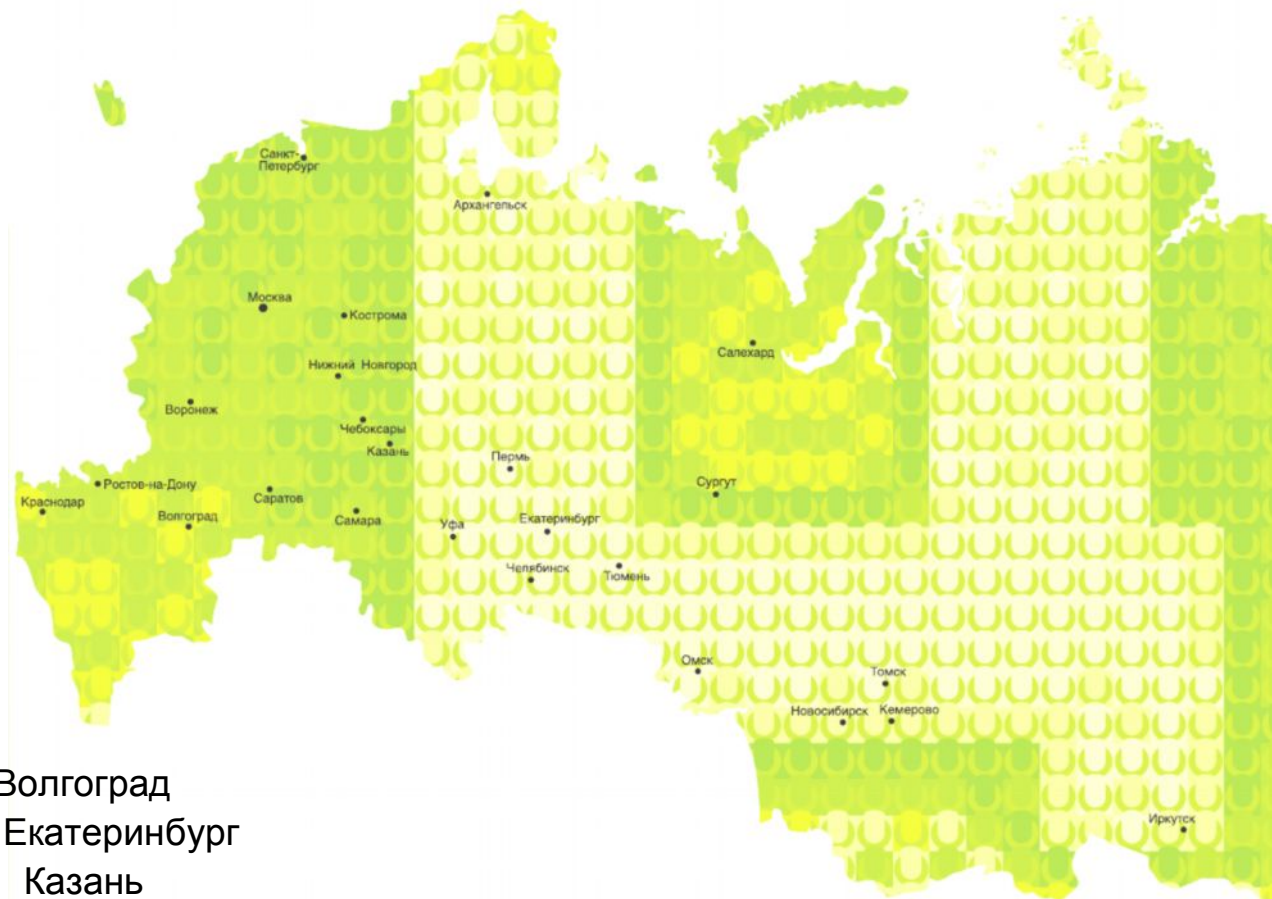 Санкт-
Петербург
Архангельск
Москва
Кострома
Нижний Новгород
Салехард
Воронеж
Чебоксары
Казань
Пермь
Ростов-на-Дону
Сургут
Краснодар
Саратов
Волгоград
Самара
Уфа
Екатеринбург
Челябинск
Тюмень
Омск
Томск
Новосибирск
Кемерово
Иркутск
Волгоград
Екатеринбург
Казань